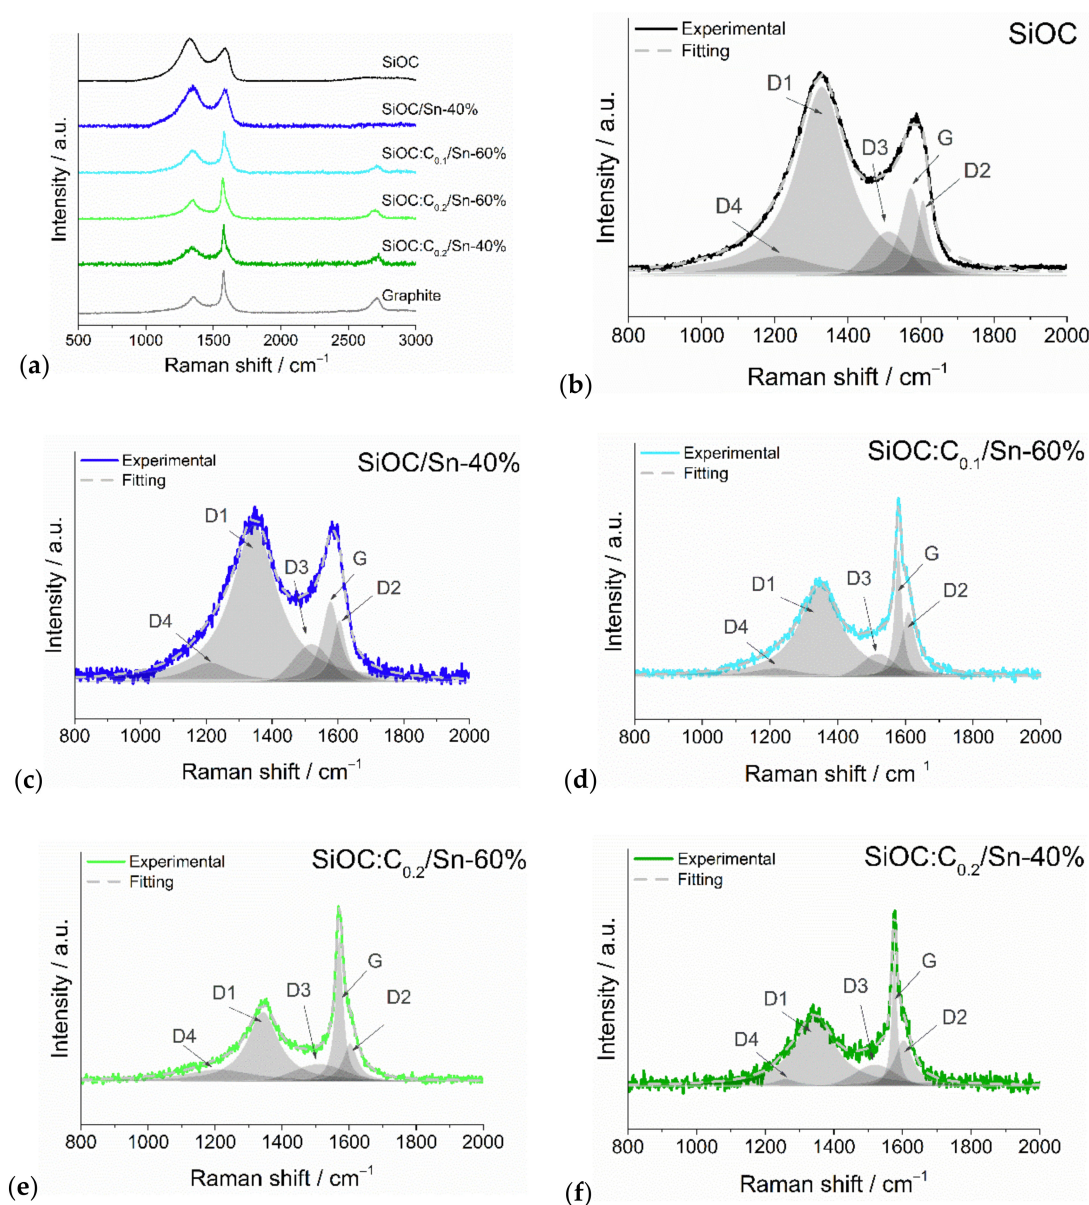 SiOC
SiOC/Sn-40%
SiOC:C0.1/Sn-60%
SiOC:C0.2/Sn-60%
SiOC:C0.2/Sn-40%
Graphite
Intensity / a.u.
500 1000 1500 2000 2500 3000
Raman shift / cm−1
(a)
Experimental
Fitting
SiOC
D1
D3
G
D2
D4
Intensity / a.u.
800 1000 1200 1400 1600 1800 2000
Raman shift / cm−1
(b)
Experimental
Fitting
SiOC/Sn-40%
D1
D3
G
D2
D4
Intensity / a.u.
800 1000 1200 1400 1600 1800 2000
Raman shift / cm−1
(c)
Experimental
Fitting
SiOC:C0.1/Sn-60%
D1
D3
G
D2
D4
Intensity / a.u.
800 1000 1200 1400 1600 1800 2000
Raman shift / cm 1
(d)
Experimental
Fitting
SiOC:C0.2/Sn-60%
D1
D3
G
D2
D4
Intensity / a.u.
800 1000 1200 1400 1600 1800 2000
Raman shift / cm−1
(e)
Experimental
Fitting
SiOC:C0.2/Sn-40%
D1
D3
G
D2
D4
Intensity / a.u.
800 1000 1200 1400 1600 1800 2000
Raman shift / cm−1
(f)